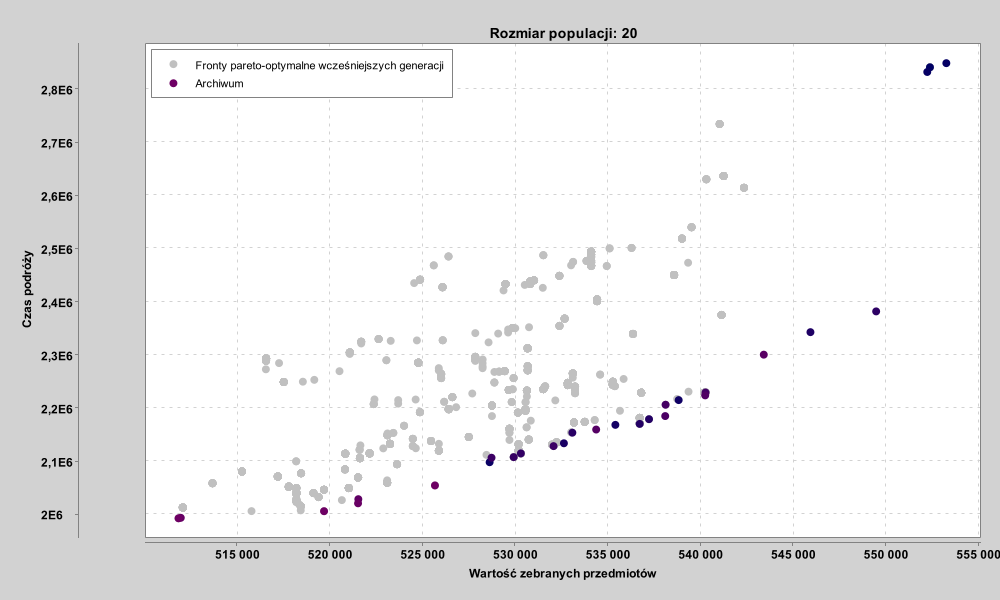 Rozmiar populacji: 20
Fronty pareto-optymalne wcześniejszych generacji
Archiwum
2,8E6
2,7E6
2,6E6
2,5E6
2,4E6
2,3E6
2,2E6
2,1E6
2E6
Czas podróży
515 000 520 000 525 000 530 000 535 000 540 000 545 000 550 000 555 000
Wartość zebranych przedmiotów